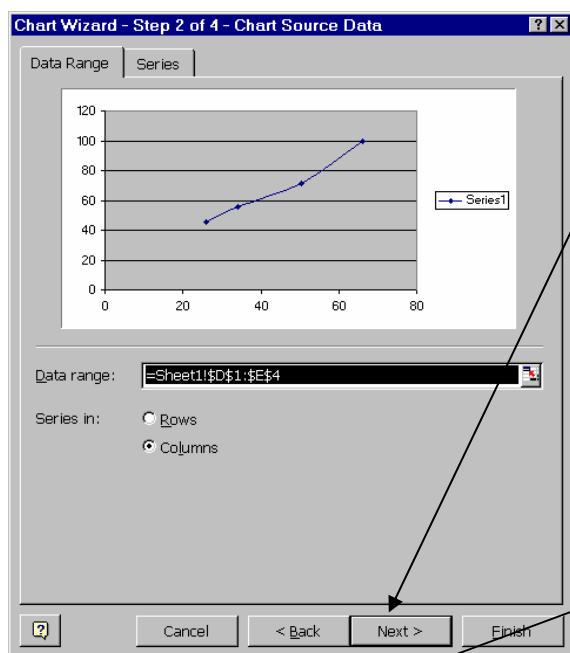 Chart Wizard - Step 2 of 4 - Chart Source Data
Data Range
Series
120
100
80
60
40
20
0
0 20 40 60 80
Series1
Data range:
=Sheet1!$D$1:$E$4
Series in:
Rows
Columns
Cancel
< Back
Next >
Finish